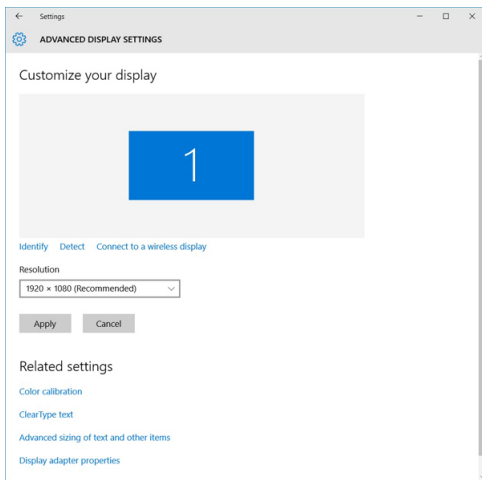 Settings
ADVANCED DISPLAY SETTINGS
Customize your display
1
Identify Detect Connect to a wireless display
Resolution
1920 × 1080 (Recommended)
Apply Cancel
Related settings
Color calibration
ClearType text
Advanced sizing of text and other items
Display adapter properties